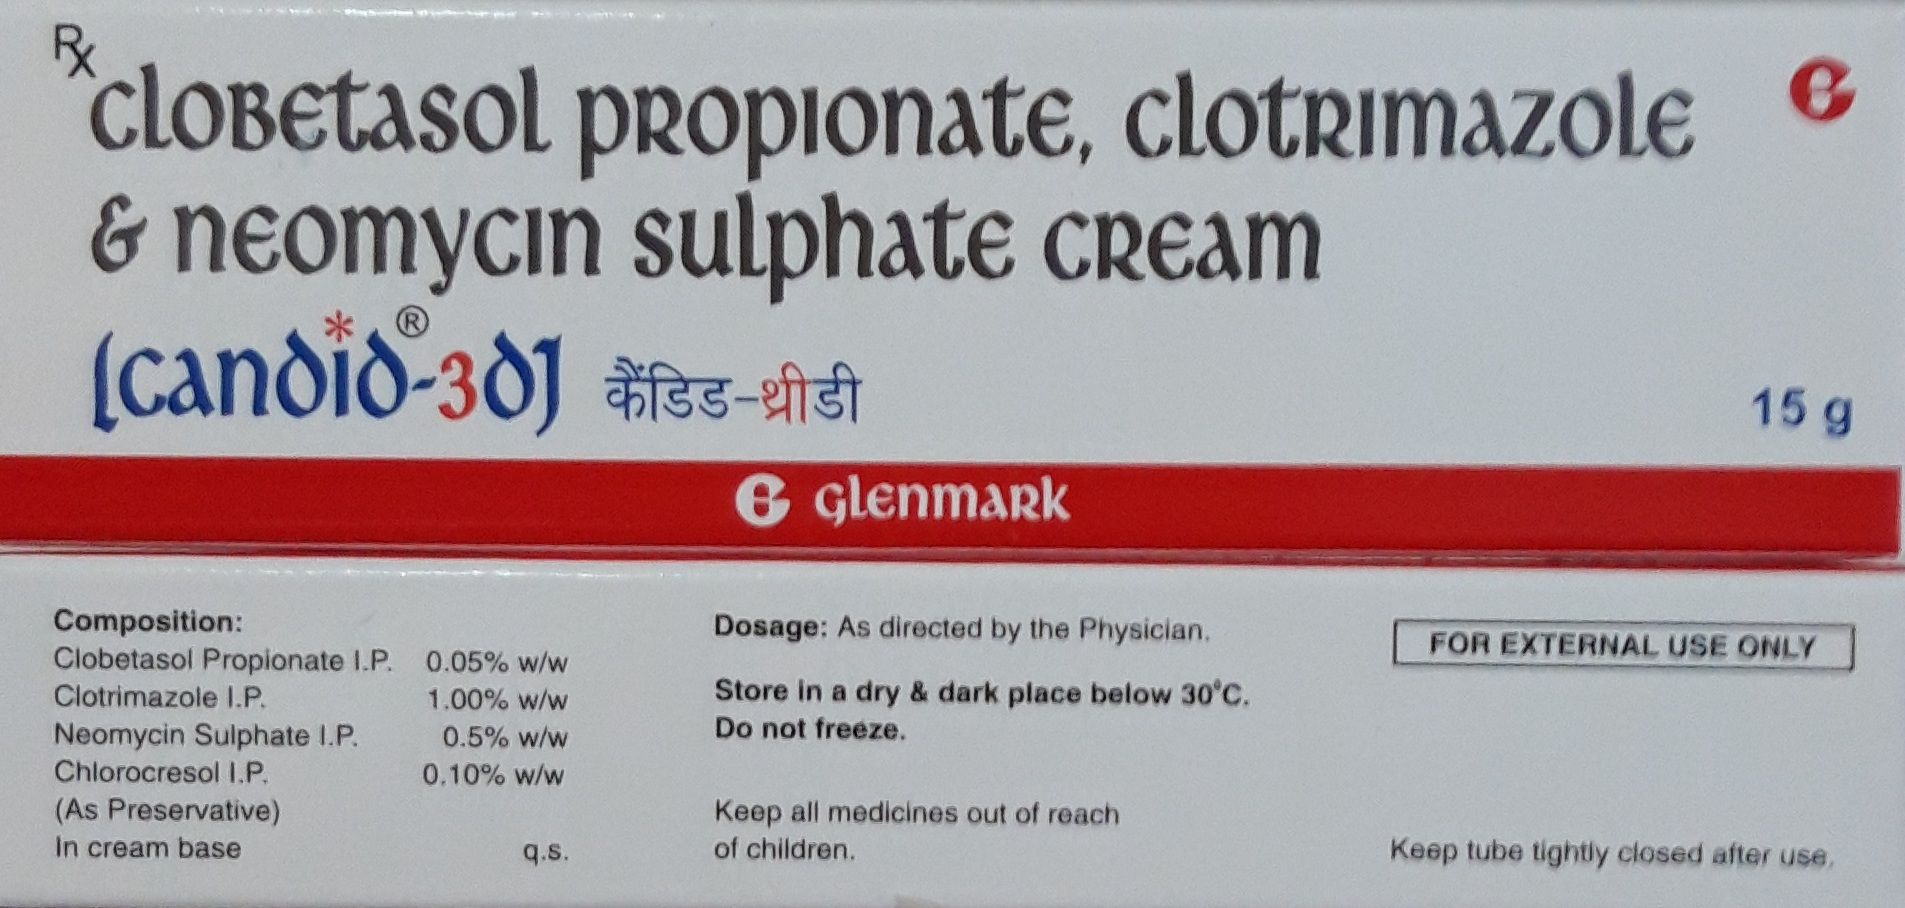 Rx
Clobetasol Propionate, Clotrimazole
& Neomycin Sulphate Cream
[Candid®-3D] कैंडिड-थ्रीडी
15 g
G Glenmark
Composition:
Clobetasol Propionate I.P. 0.05% w/w
Clotrimazole I.P. 1.00% w/w
Neomycin Sulphate I.P. 0.5% w/w
Chlorocresol I.P. 0.10% w/w
(As Preservative)
In cream base q.s.
Dosage: As directed by the Physician.
Store in a dry & dark place below 30°C.
Do not freeze.
Keep all medicines out of reach
of children.
FOR EXTERNAL USE ONLY
Keep tube tightly closed after use.